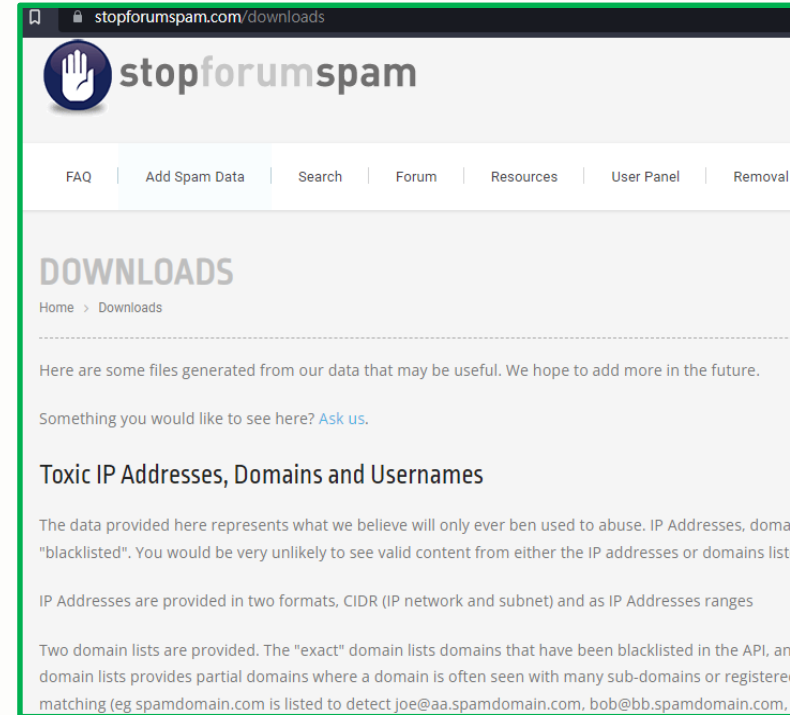 stopforumspam.com/downloads
stopforumspam
FAQ Add Spam Data Search Forum Resources User Panel Removal
DOWNLOADS
Home > Downloads
Here are some files generated from our data that may be useful. We hope to add more in the future.
Something you would like to see here? Ask us.
Toxic IP Addresses, Domains and Usernames
The data provided here represents what we believe will only ever ben used to abuse. IP Addresses, doma
"blacklisted". You would be very unlikely to see valid content from either the IP addresses or domains list
IP Addresses are provided in two formats, CIDR (IP network and subnet) and as IP Addresses ranges
Two domain lists are provided. The "exact" domain lists domains that have been blacklisted in the API, an
domain lists provides partial domains where a domain is often seen with many sub-domains or registered
matching (eg spamdomain.com is listed to detect joe@aa.spamdomain.com, bob@bb.spamdomain.com,